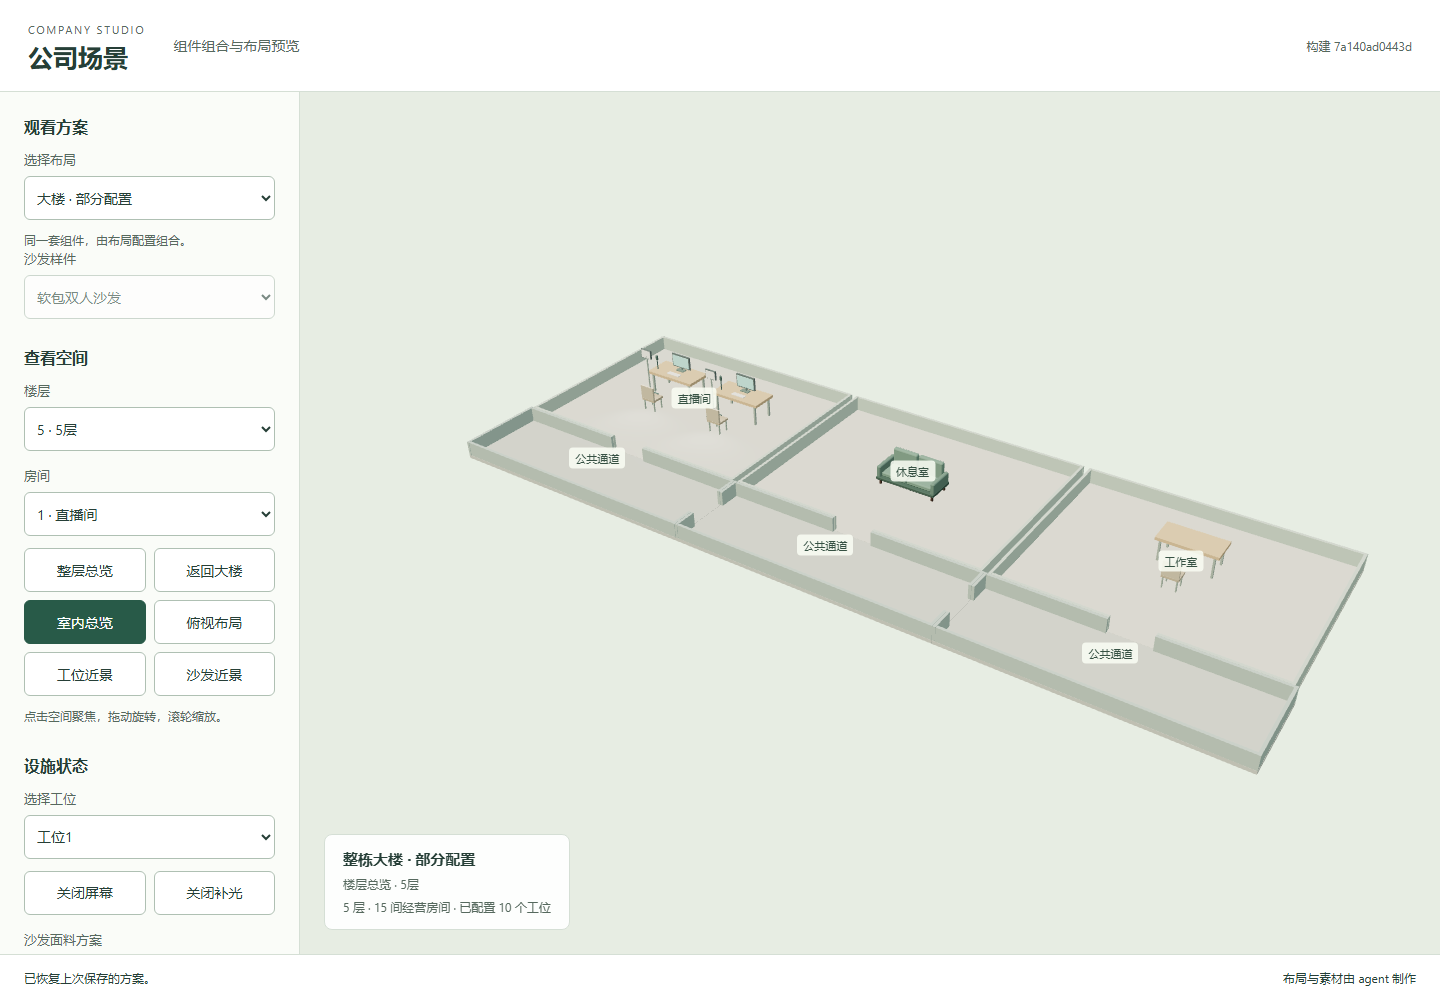 COMPANY STUDIO
公司场景
组件组合与布局预览
构建 7a140ad0443d
观看方案
选择布局
大楼 · 部分配置
同一套组件，由布局配置组合。
沙发样件
软包双人沙发
查看空间
楼层
5 · 5层
房间
1 · 直播间
整层总览
返回大楼
室内总览
俯视布局
工位近景
沙发近景
点击空间聚焦，拖动旋转，滚轮缩放。
设施状态
选择工位
工位1
关闭屏幕
关闭补光
沙发面料方案
直播间
公共通道
休息室
公共通道
工作室
公共通道
整栋大楼 · 部分配置
楼层总览 · 5层
5 层 · 15 间经营房间 · 已配置 10 个工位
已恢复上次保存的方案。
布局与素材由 agent 制作